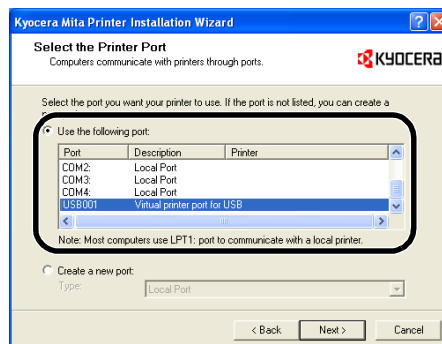 Kyocera Mita Printer Installation Wizard
Select the Printer Port
Computers communicate with printers through ports.
KYOCERA
Select the port you want your printer to use. If the port is not listed, you can create a
Use the following port:
Port Description Printer
COM2: Local Port
COM3: Local Port
COM4: Local Port
USB001 Virtual printer port for USB
Note: Most computers use LPT1: port to communicate with a local printer.
Create a new port:
Type: Local Port
< Back Next > Cancel